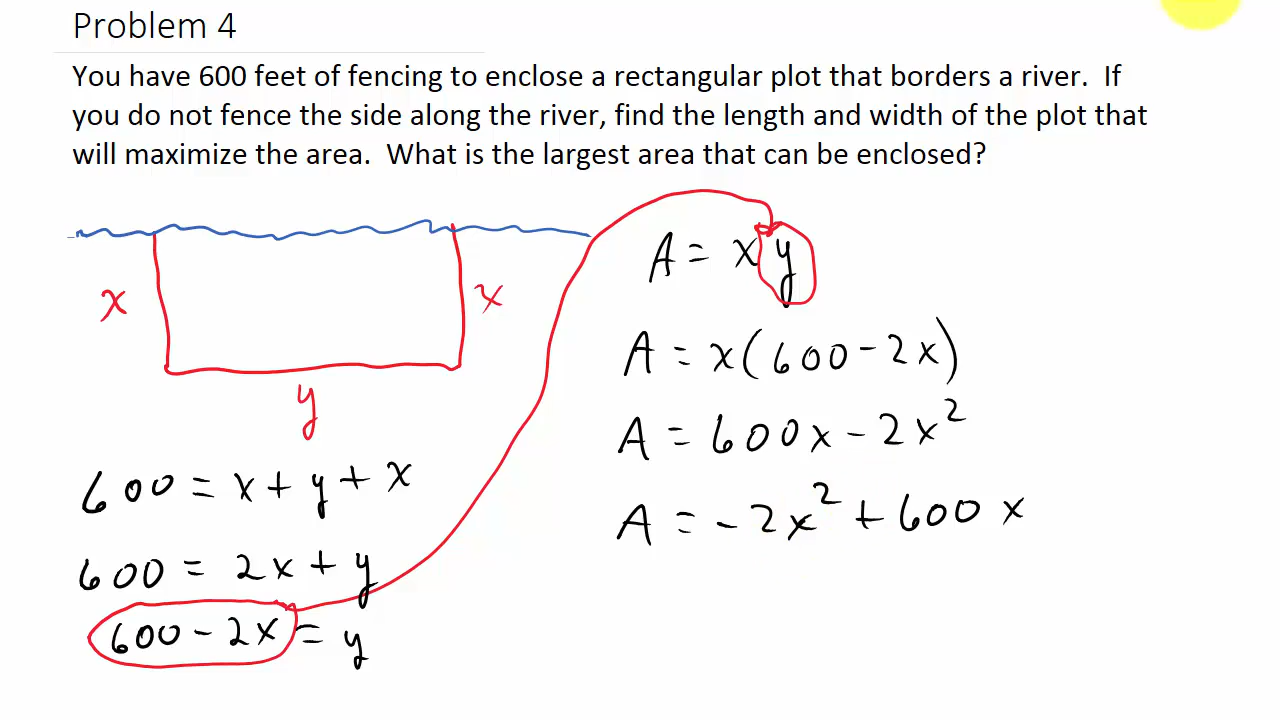 Problem 4
You have 600 feet of fencing to enclose a rectangular plot that borders a river. If
you do not fence the side along the river, find the length and width of the plot that
will maximize the area. What is the largest area that can be enclosed?
x
x
y
600 = x + y + x
600 = 2x + y
600 - 2x = y
A = xy
A = x(600 - 2x)
A = 600x - 2x²
A = -2x² + 600x